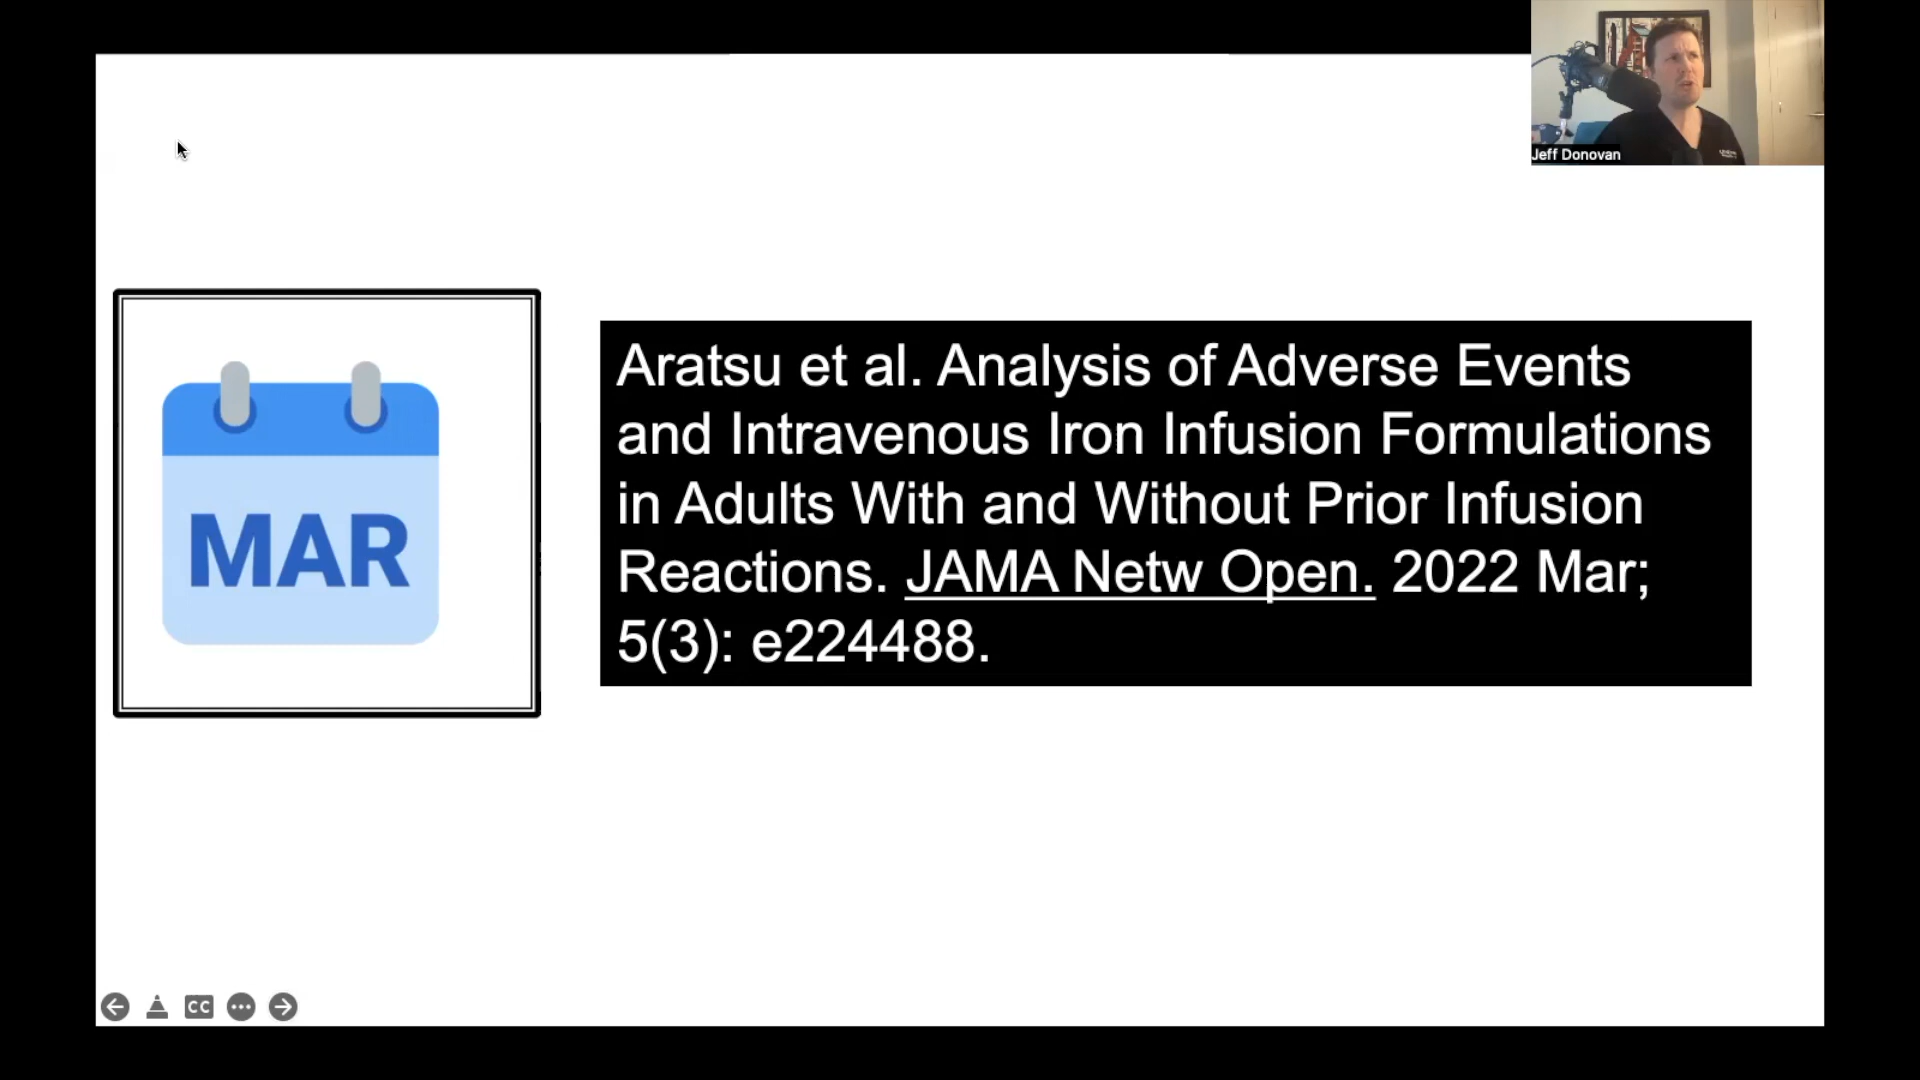 Jeff Donovan
MAR
Aratsu et al. Analysis of Adverse Events
and Intravenous Iron Infusion Formulations
in Adults With and Without Prior Infusion
Reactions. JAMA Netw Open. 2022 Mar;
5(3): e224488.
CC